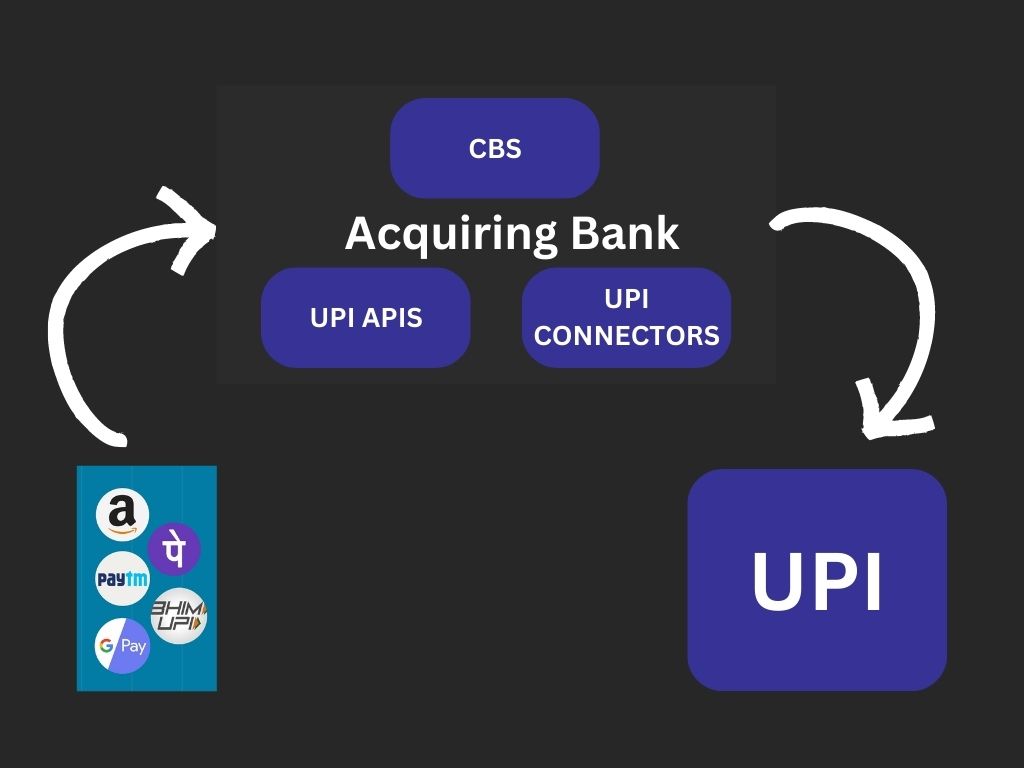 CBS
Acquiring Bank
UPI APIS
UPI
CONNECTORS
a
पे
paytm
BHIM
UPI
G Pay
UPI